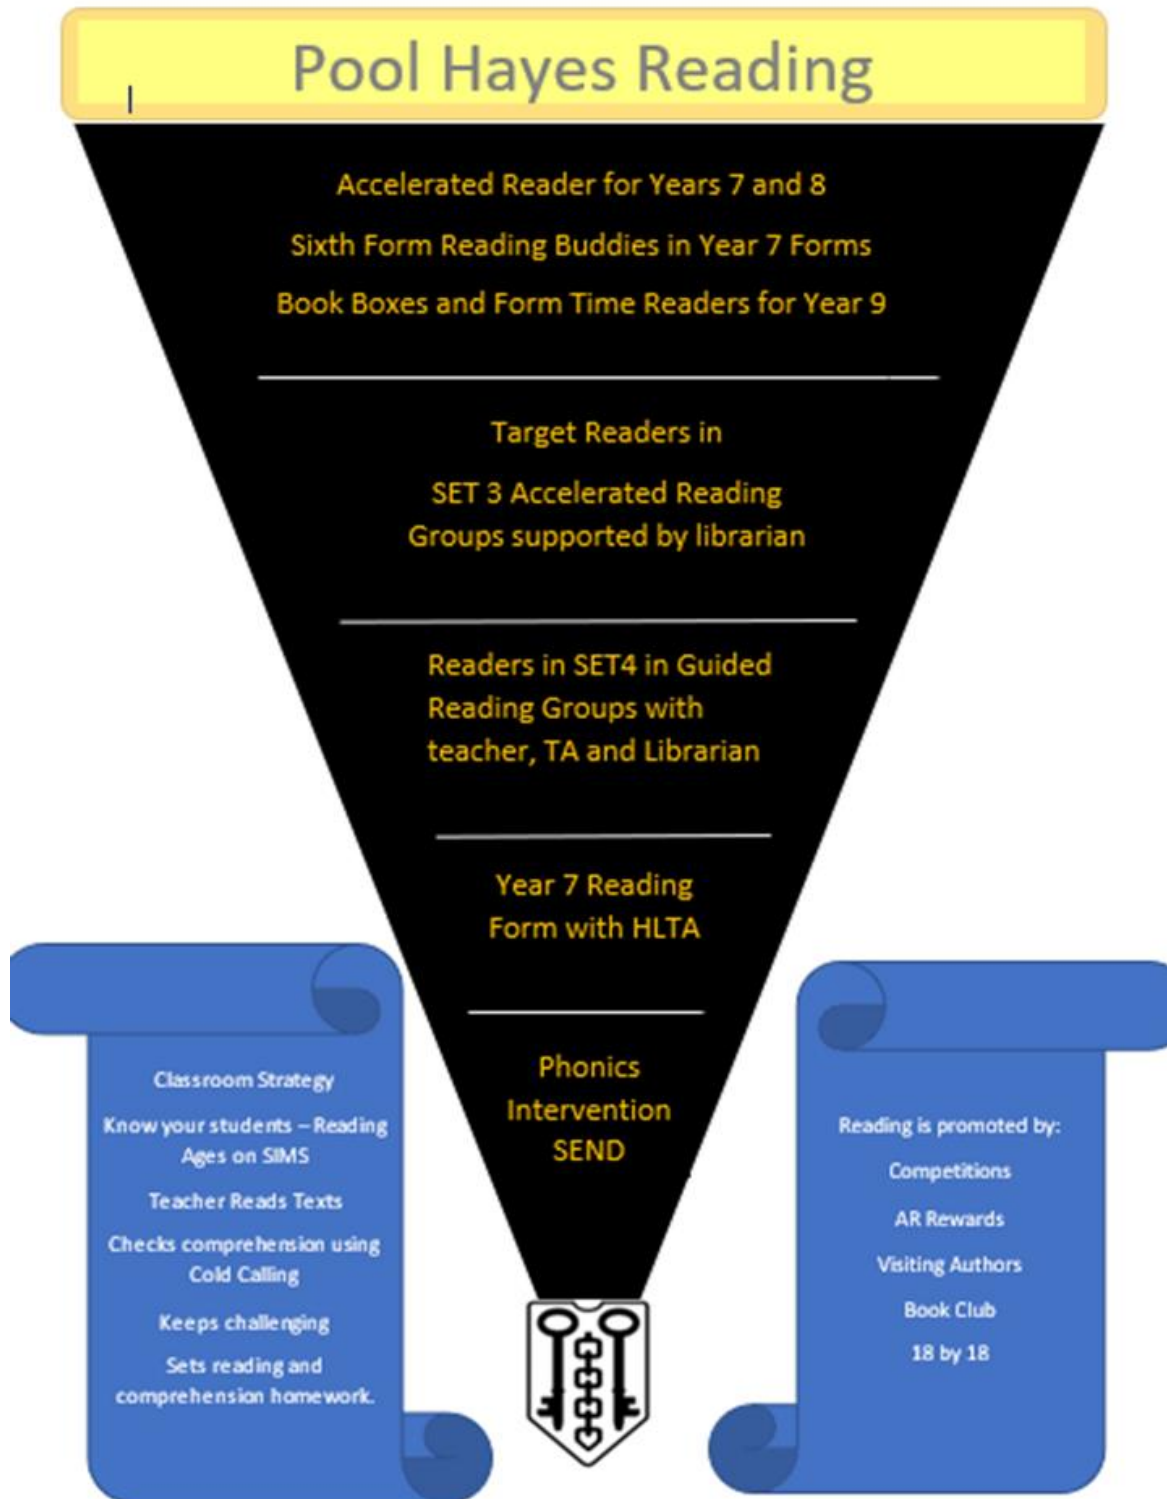 Pool Hayes Reading
Accelerated Reader for Years 7 and 8
Sixth Form Reading Buddies in Year 7 Forms
Book Boxes and Form Time Readers for Year 9
Target Readers in
SET 3 Accelerated Reading
Groups supported by librarian
Readers in SET4 in Guided
Reading Groups with
teacher, TA and Librarian
Year 7 Reading
Form with HLTA
Phonics
Intervention
SEND
Classroom Strategy
Know your students – Reading
Ages on SIMS
Teacher Reads Texts
Checks comprehension using
Cold Calling
Keeps challenging
Sets reading and
comprehension homework.
Reading is promoted by:
Competitions
AR Rewards
Visiting Authors
Book Club
18 by 18